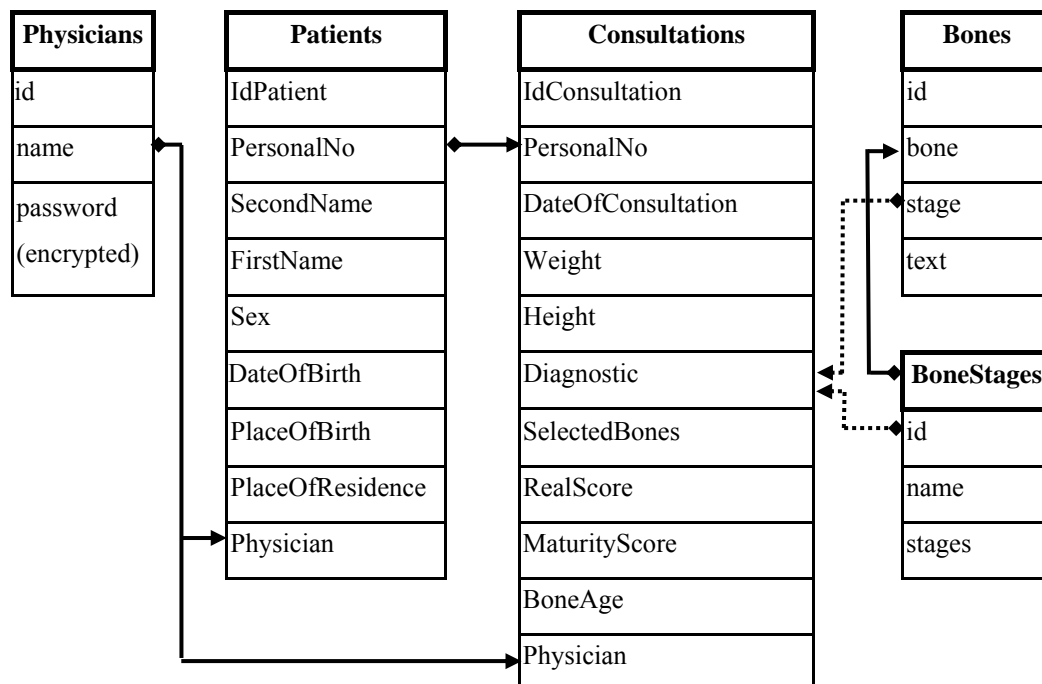 Physicians
id
name
password
(encrypted)
Patients
IdPatient
PersonalNo
SecondName
FirstName
Sex
DateOfBirth
PlaceOfBirth
PlaceOfResidence
Physician
Consultations
IdConsultation
PersonalNo
DateOfConsultation
Weight
Height
Diagnostic
SelectedBones
RealScore
MaturityScore
BoneAge
Physician
Bones
id
bone
stage
text
BoneStages
id
name
stages